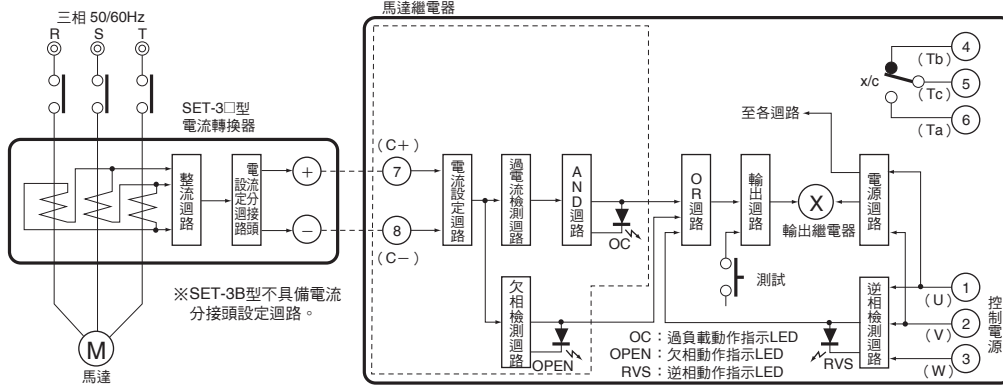 三相 50/60Hz
R S T
SET-3□型
電流轉換器
整流迴路
電流分接頭
設定迴路
+
−
※SET-3B型不具備電流
分接頭設定迴路。
M
馬達
馬達繼電器
(C+)
7
8
(C−)
電流設定迴路
過電流檢測迴路
AND迴路
OC
欠相檢測迴路
OPEN
OR迴路
輸出迴路
測試
X
輸出繼電器
至各迴路
電源迴路
逆相檢測迴路
RVS
x/c
4
(Tb)
5
(Tc)
6
(Ta)
1
(U)
2
(V)
3
(W)
控制電源
OC：過負載動作指示LED
OPEN：欠相動作指示LED
RVS：逆相動作指示LED